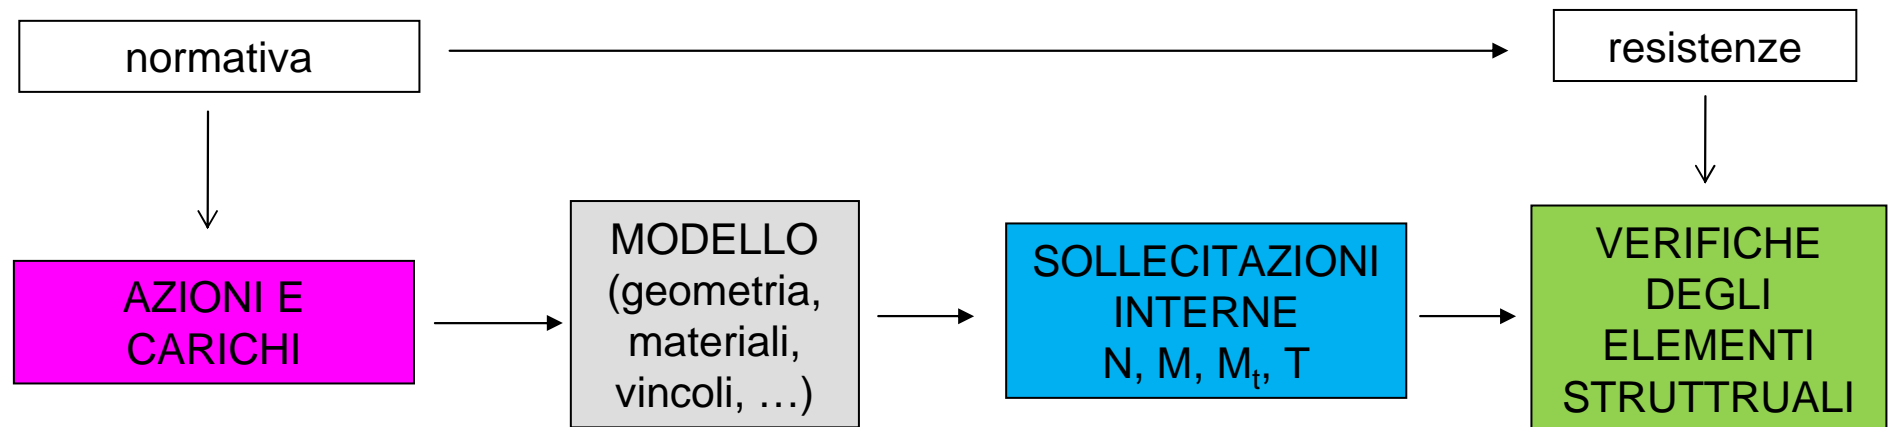 normativa
resistenze
AZIONI E
CARICHI
MODELLO
(geometria,
materiali,
vincoli, …)
SOLLECITAZIONI
INTERNE
N, M, Mₜ, T
VERIFICHE
DEGLI
ELEMENTI
STRUTTRUALI